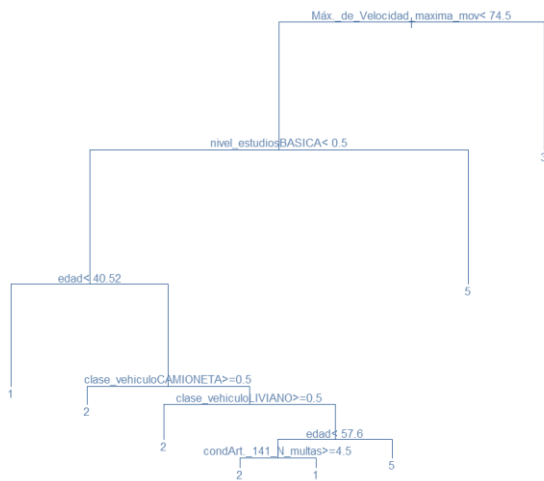 Máx._de_Velocidad_maxima_mov< 74.5
nivel_estudiosBASICA< 0.5
3
edad< 40.52
5
clase_vehiculoCAMIONETA>=0.5
1
2
clase_vehiculoLIVIANO>=0.5
2
edad< 57.6
condArt._141_N_multas>=4.5
5
2
1